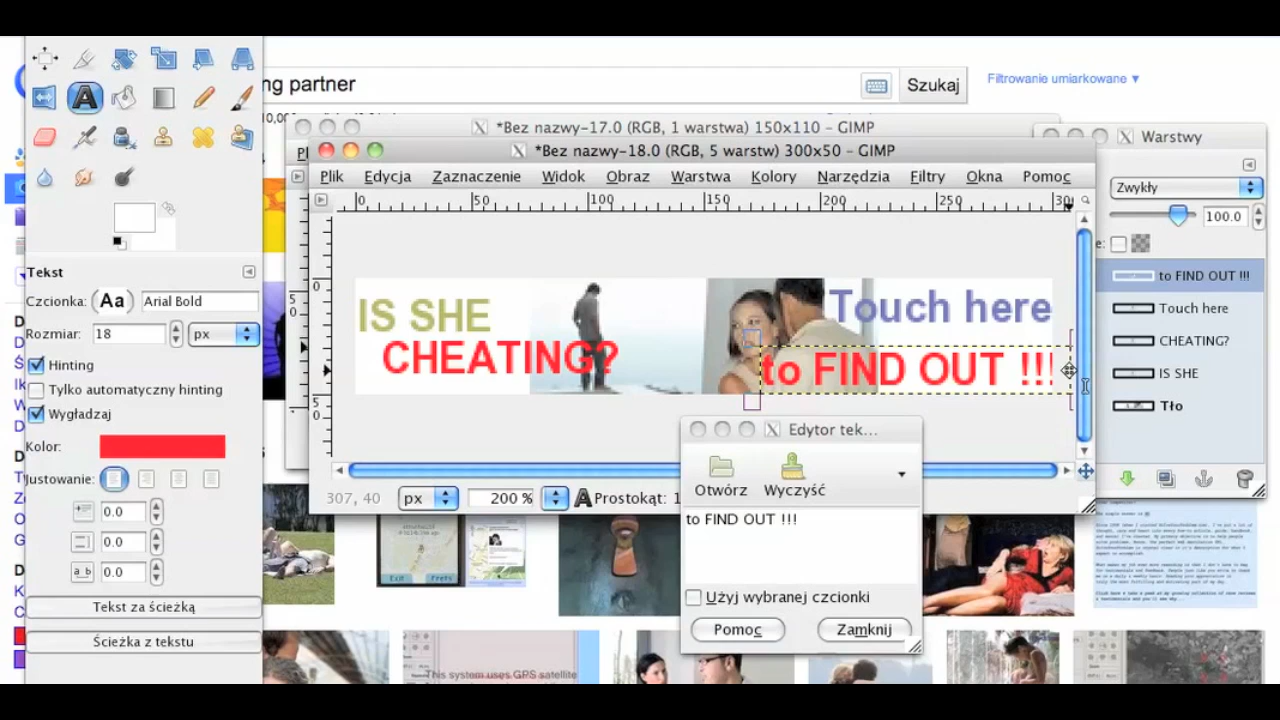 ng partner
Szukaj
Filtrowanie umiarkowane ▼
*Bez nazwy-17.0 (RGB, 1 warstwa) 150x110 – GIMP
*Bez nazwy-18.0 (RGB, 5 warstw) 300x50 – GIMP
Plik Edycja Zaznaczenie Widok Obraz Warstwa Kolory Narzędzia Filtry Okna Pomoc
0 50 100 150 200 250
IS SHE
CHEATING?
Touch here
to FIND OUT !!!
307, 40
px
200 %
Prostokąt: 1
Warstwy
Zwykły
100.0
to FIND OUT !!!
Touch here
CHEATING?
IS SHE
Tło
Tekst
Czcionka: Aa Arial Bold
Rozmiar: 18 px
Hinting
Tylko automatyczny hinting
Wygładzaj
Kolor:
Justowanie:
0.0
0.0
0.0
Tekst za ścieżką
Ścieżka z tekstu
Edytor tek...
Otwórz Wyczyść
to FIND OUT !!!
Użyj wybranej czcionki
Pomoc Zamknij
Exit Prefs
This system uses GPS satellite